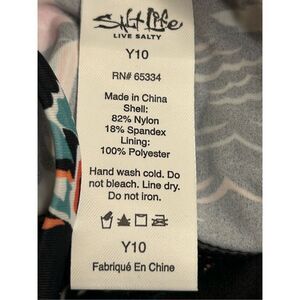 Salt Life
LIVE SALTY
Y10
RN# 65334
Made in China
Shell:
82% Nylon
18% Spandex
Lining:
100% Polyester
Hand wash cold. Do
not bleach. Line dry.
Do not iron.
Y10
Fabriqué En Chine